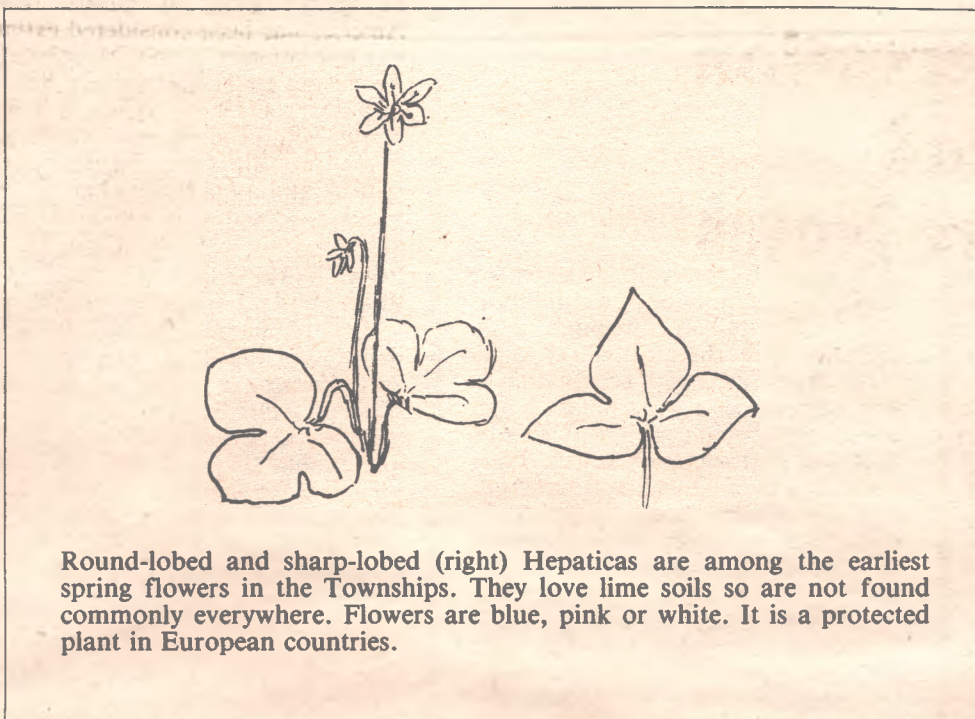 Round-lobed and sharp-lobed (right) Hepaticas are among the earliest
spring flowers in the Townships. They love lime soils so are not found
commonly everywhere. Flowers are blue, pink or white. It is a protected
plant in European countries.